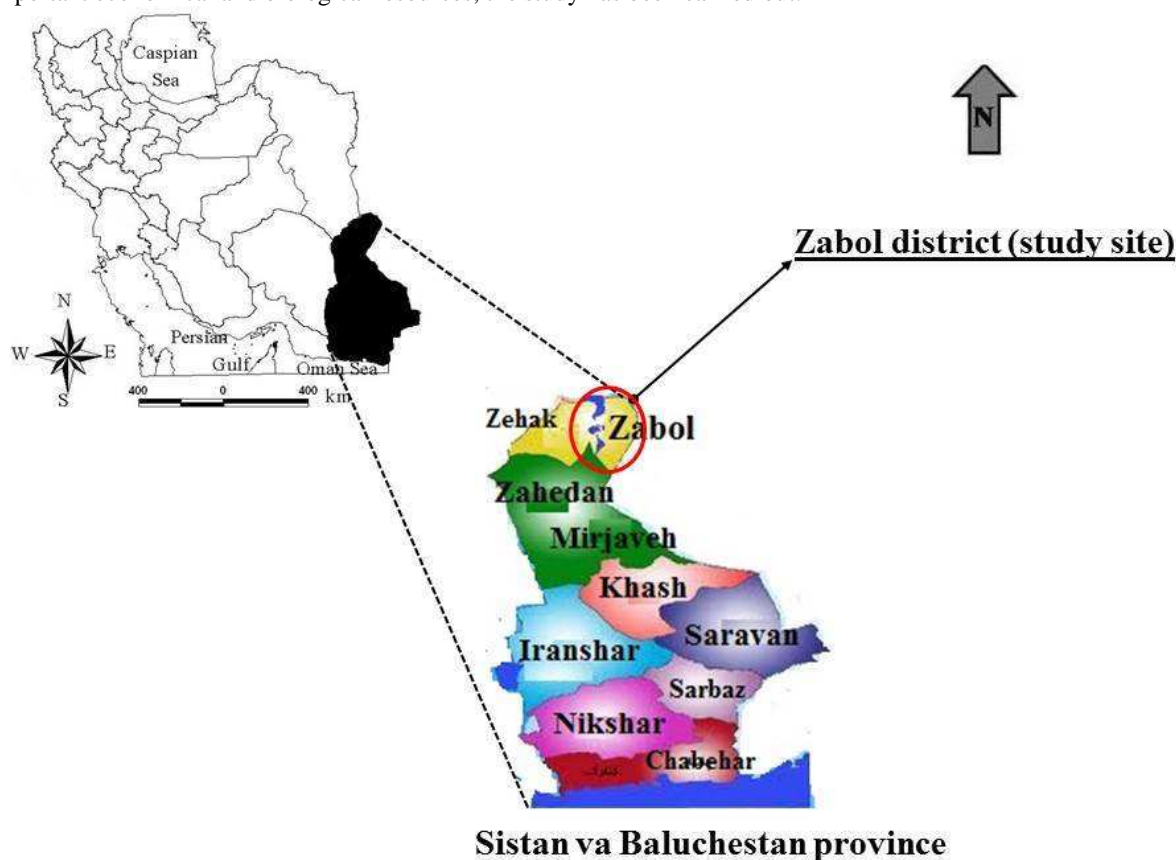 Caspian
Sea
N
Zabol district (study site)
N
W
E
S
Persian
Gulf
Oman Sea
400
0
400
km
Zehak
Zabol
Zahedan
Mirjaveh
Khash
Saravan
Iranshar
Sarbaz
Nikshar
Chabehar
Sistan va Baluchestan province